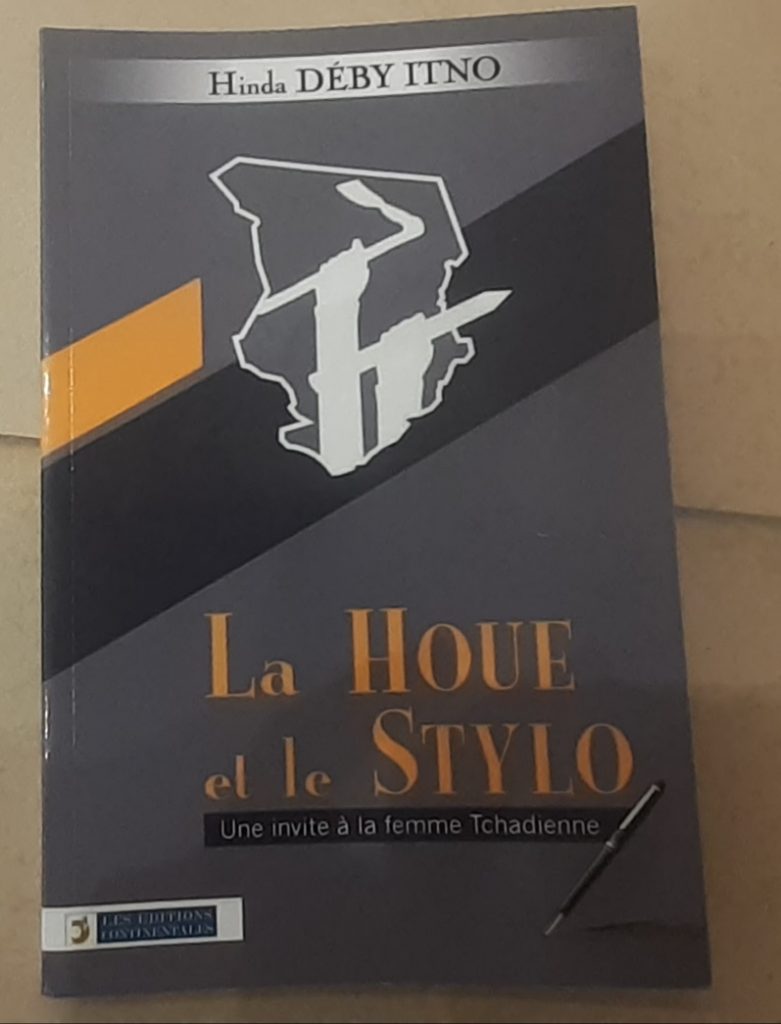 Hinda DÉBY ITNO
La HOUE
et le STYLO
Une invite à la femme Tchadienne
LES EDITIONS
CONTINENTALES